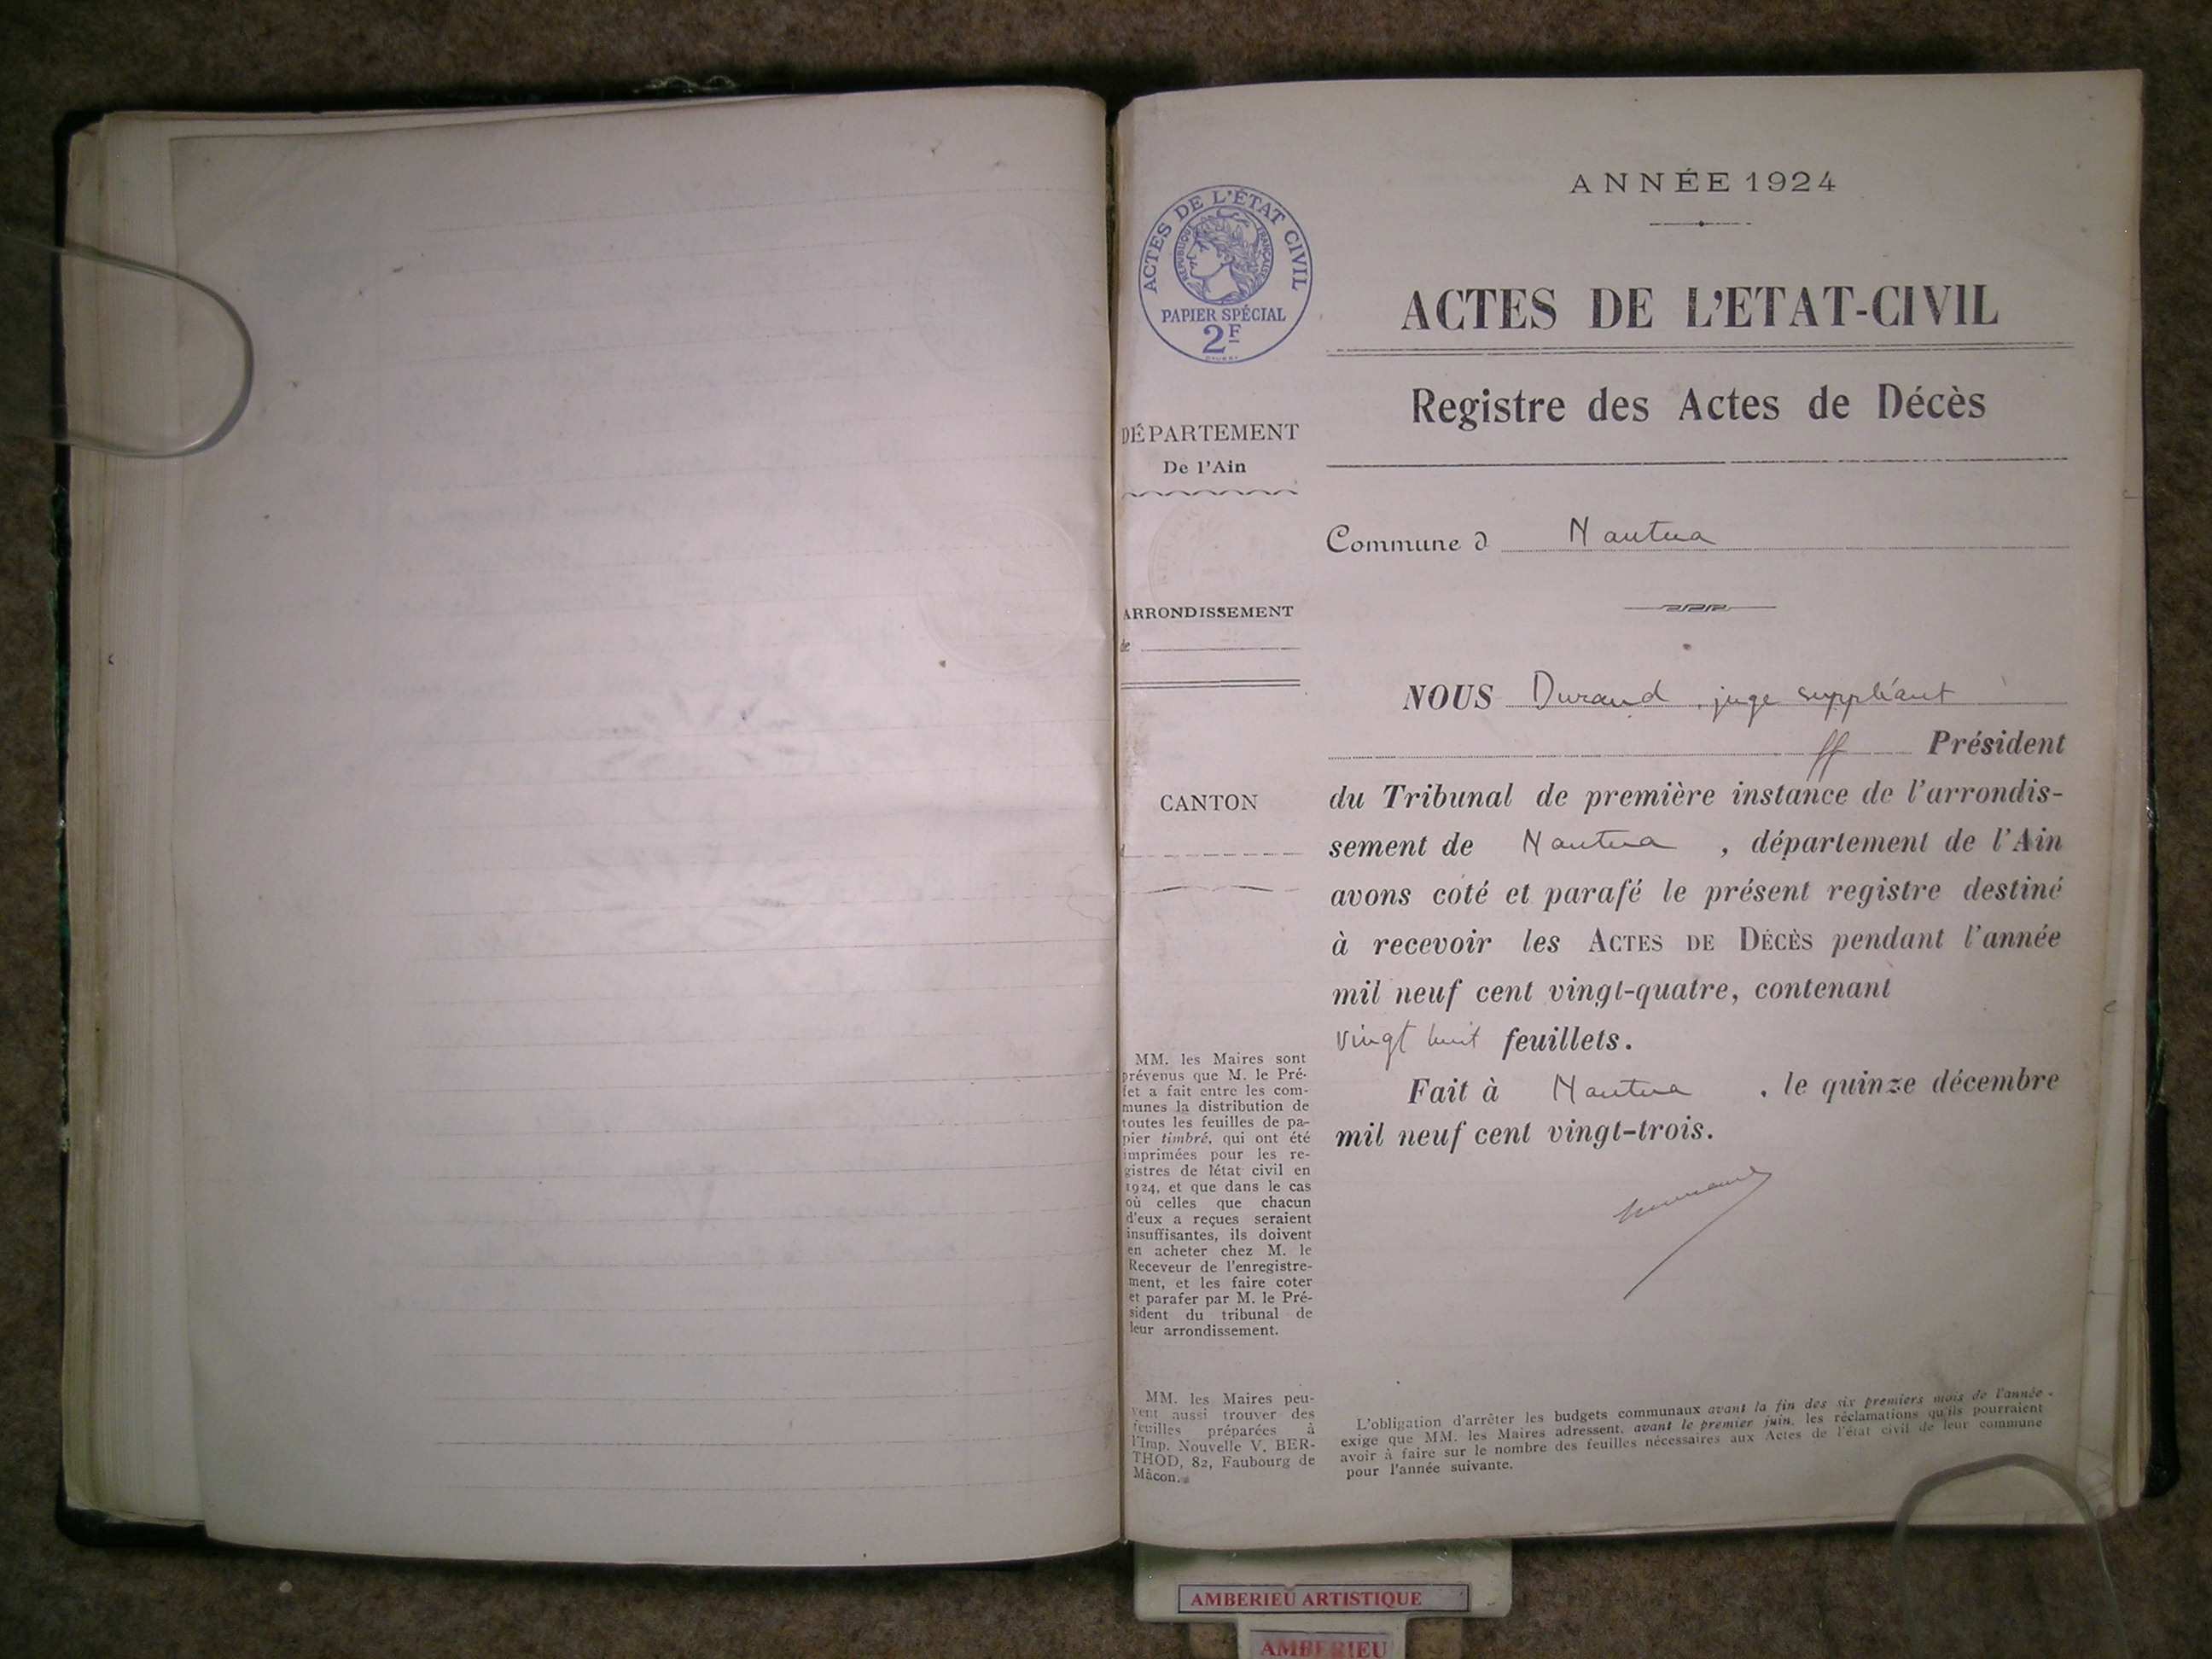 ANNÉE 1924
ACTES DE L'ÉTAT CIVIL
RÉPUBLIQUE FRANÇAISE
PAPIER SPÉCIAL
2F
ACTES DE L'ETAT-CIVIL
Registre des Actes de Décès
DÉPARTEMENT
De l'Ain
Commune d Nantua
ARRONDISSEMENT
de
NOUS Durand, juge suppléant
ff Président
CANTON
du Tribunal de première instance de l'arrondis-
sement de Nantua, département de l'Ain
avons coté et parafé le présent registre destiné
à recevoir les ACTES DE DÉCÈS pendant l'année
mil neuf cent vingt-quatre, contenant
vingt huit feuillets.
Fait à Nantua, le quinze décembre
mil neuf cent vingt-trois.
MM. les Maires sont
prévenus que M. le Pré-
fet a fait entre les com-
munes la distribution de
toutes les feuilles de pa-
pier timbré, qui ont été
imprimées pour les re-
gistres de l'état civil en
1924, et que dans le cas
où celles que chacun
d'eux a reçues seraient
insuffisantes, ils doivent
en acheter chez M. le
Receveur de l'enregistre-
ment, et les faire coter
et parafer par M. le Pré-
sident du tribunal de
leur arrondissement.
MM. les Maires peu-
vent aussi trouver des
feuilles préparées à
l'Imp. Nouvelle V. BER-
THOD, 82, Faubourg de
Mâcon.
L'obligation d'arrêter les budgets communaux avant la fin des six premiers mois de l'année
exige que MM. les Maires adressent, avant le premier juin, les réclamations qu'ils pourraient
avoir à faire sur le nombre des feuilles nécessaires aux Actes de l'état civil de leur commune
pour l'année suivante.
AMBERIEU ARTISTIQUE
AMBERIEU